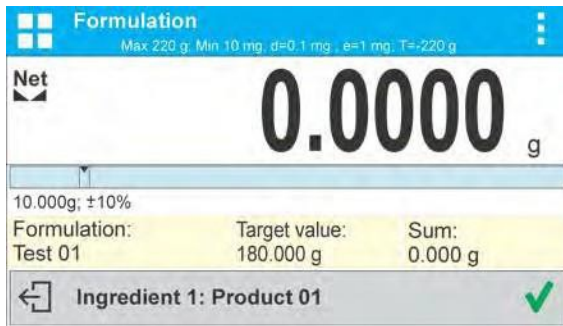 Formulation
Max 220 g; Min 10 mg, d=0.1 mg , e=1 mg; T=-220 g
Net
0.0000 g
10.000g; ±10%
Formulation: Target value: Sum:
Test 01 180.000 g 0.000 g
Ingredient 1: Product 01